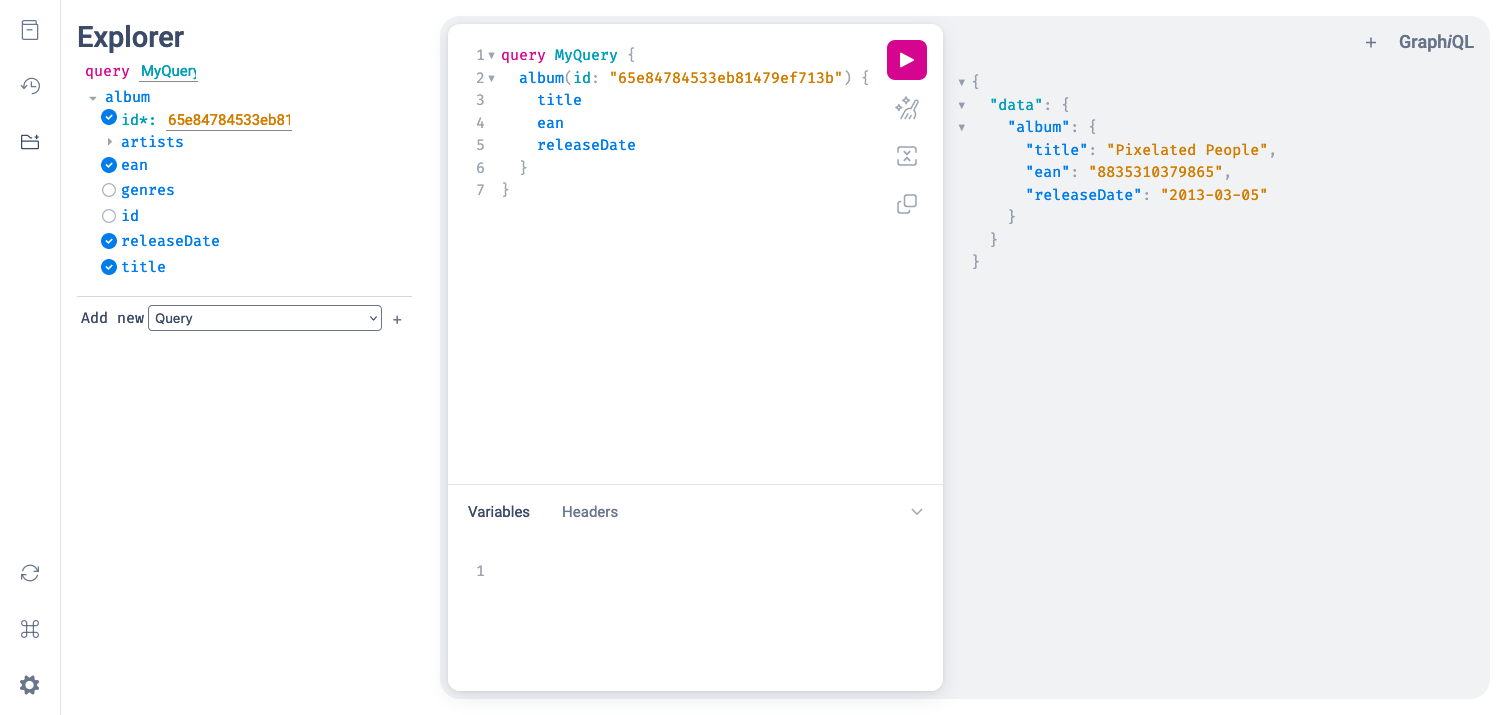 Explorer
query MyQuery
album
id*: 65e84784533eb81
artists
ean
genres
id
releaseDate
title
Add new Query +
1 query MyQuery {
2 album(id: "65e84784533eb81479ef713b") {
3 title
4 ean
5 releaseDate
6 }
7 }
Variables Headers
1
+ GraphiQL
{
"data": {
"album": {
"title": "Pixelated People",
"ean": "8835310379865",
"releaseDate": "2013-03-05"
}
}
}